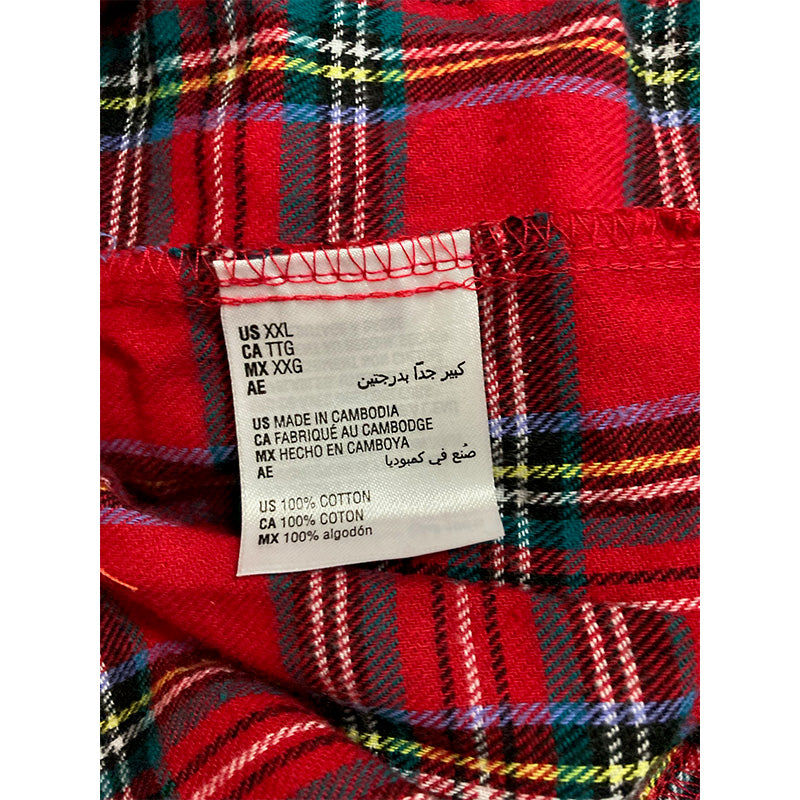 US XXL
CA TTG
MX XXG
AE كبير جدًا بدرجتين
US MADE IN CAMBODIA
CA FABRIQUÉ AU CAMBODGE
MX HECHO EN CAMBOYA
AE صُنع في كمبوديا
US 100% COTTON
CA 100% COTON
MX 100% algodón